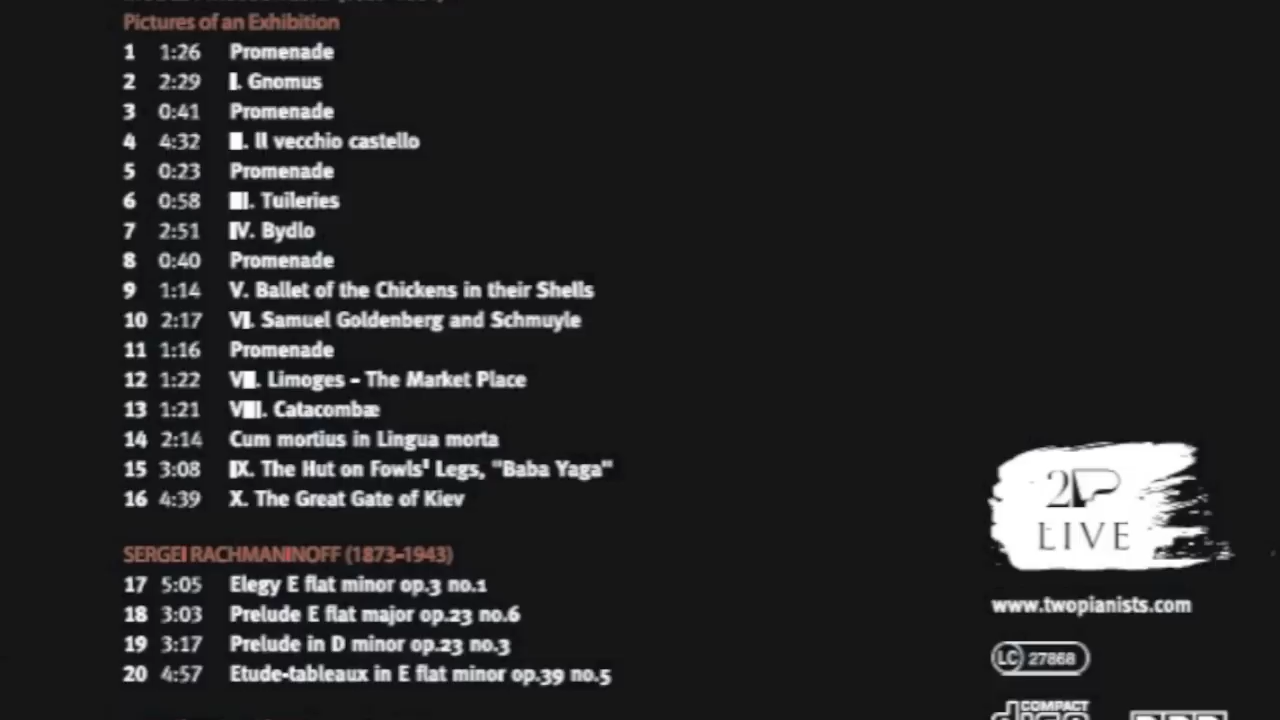 Pictures of an Exhibition
1 1:26 Promenade
2 2:29 I. Gnomus
3 0:41 Promenade
4 4:32 II. Il vecchio castello
5 0:23 Promenade
6 0:58 III. Tuileries
7 2:51 IV. Bydlo
8 0:40 Promenade
9 1:14 V. Ballet of the Chickens in their Shells
10 2:17 VI. Samuel Goldenberg and Schmuyle
11 1:16 Promenade
12 1:22 VII. Limoges - The Market Place
13 1:21 VIII. Catacombæ
14 2:14 Cum mortius in Lingua morta
15 3:08 IX. The Hut on Fowls' Legs, "Baba Yaga"
16 4:39 X. The Great Gate of Kiev
SERGEI RACHMANINOFF (1873-1943)
17 5:05 Elegy E flat minor op.3 no.1
18 3:03 Prelude E flat major op.23 no.6
19 3:17 Prelude in D minor op.23 no.3
20 4:57 Etude-tableaux in E flat minor op.39 no.5
2P
LIVE
www.twopianists.com
LC 27868
COMPACT